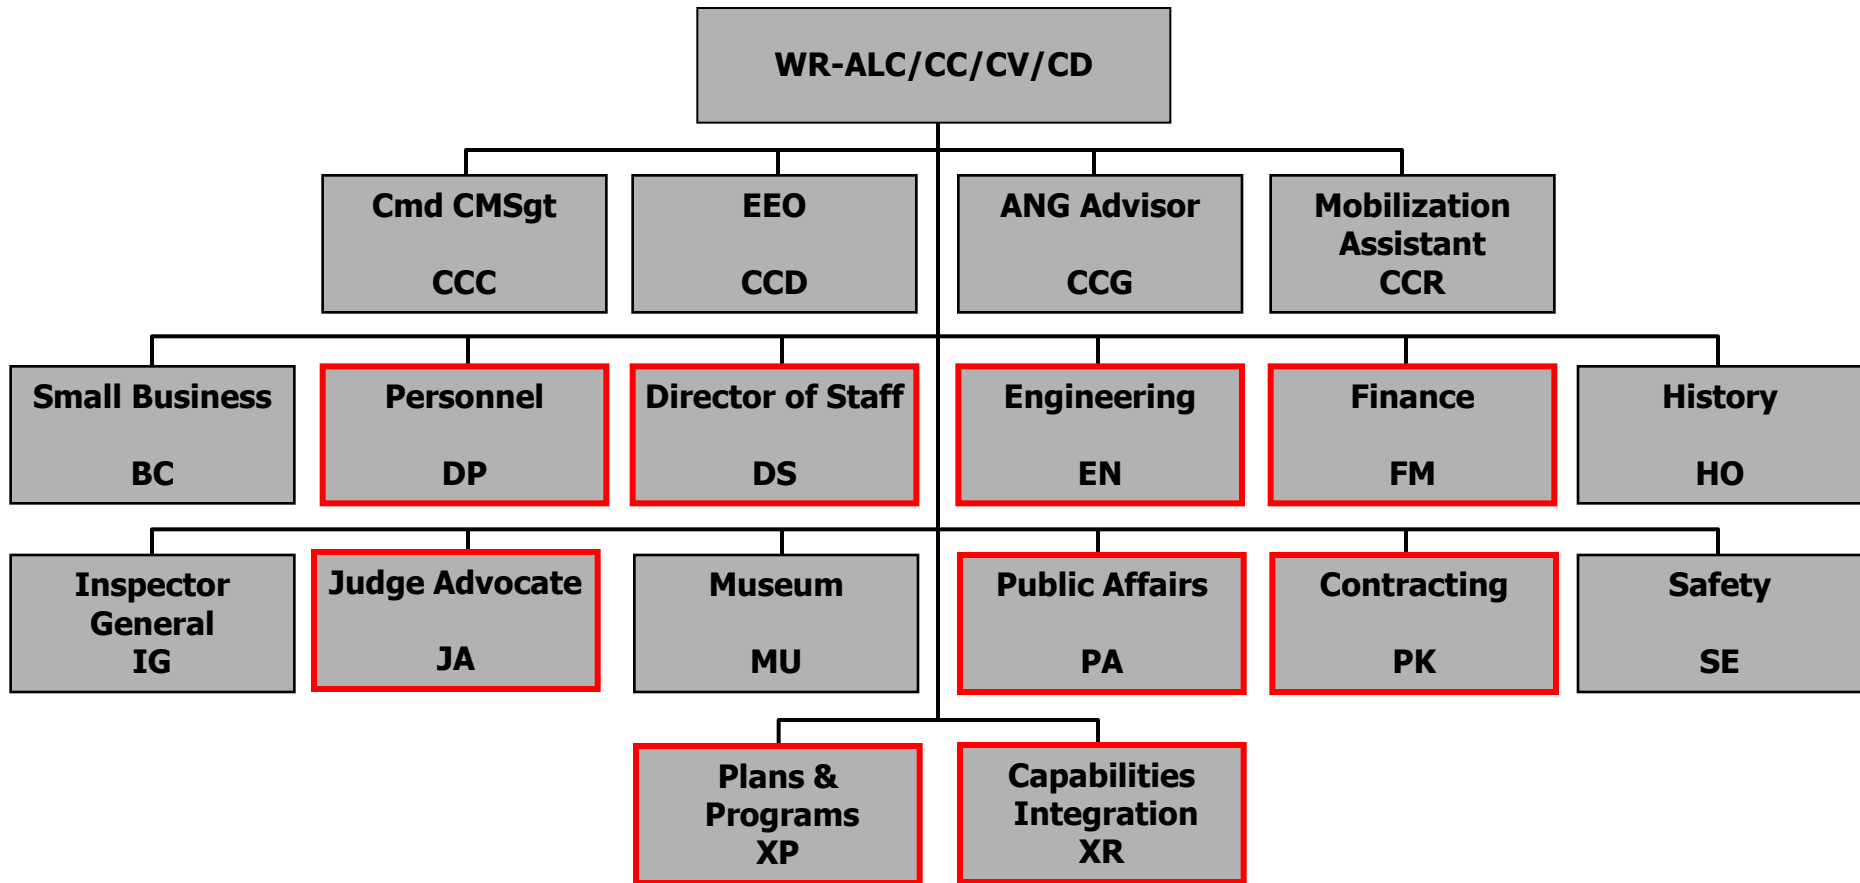 WR-ALC/CC/CV/CD
Cmd CMSgt
CCC
EEO
CCD
ANG Advisor
CCG
Mobilization
Assistant
CCR
Small Business
BC
Personnel
DP
Director of Staff
DS
Engineering
EN
Finance
FM
History
HO
Inspector
General
IG
Judge Advocate
JA
Museum
MU
Public Affairs
PA
Contracting
PK
Safety
SE
Plans &
Programs
XP
Capabilities
Integration
XR